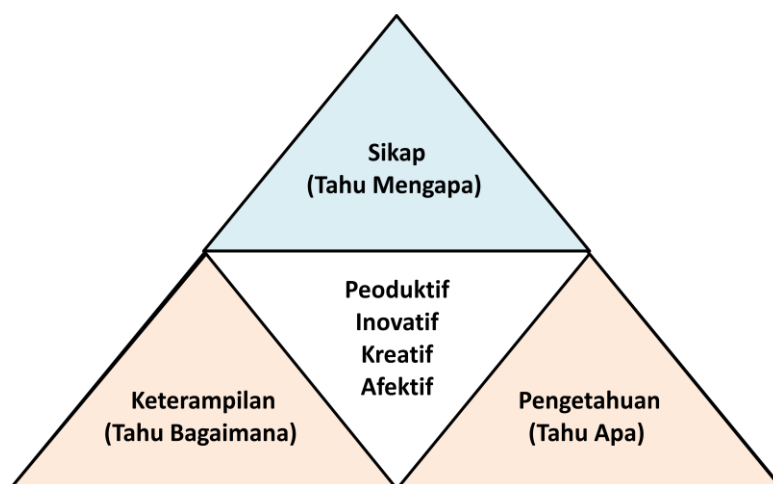 Sikap
(Tahu Mengapa)
Peoduktif
Inovatif
Kreatif
Afektif
Keterampilan
(Tahu Bagaimana)
Pengetahuan
(Tahu Apa)